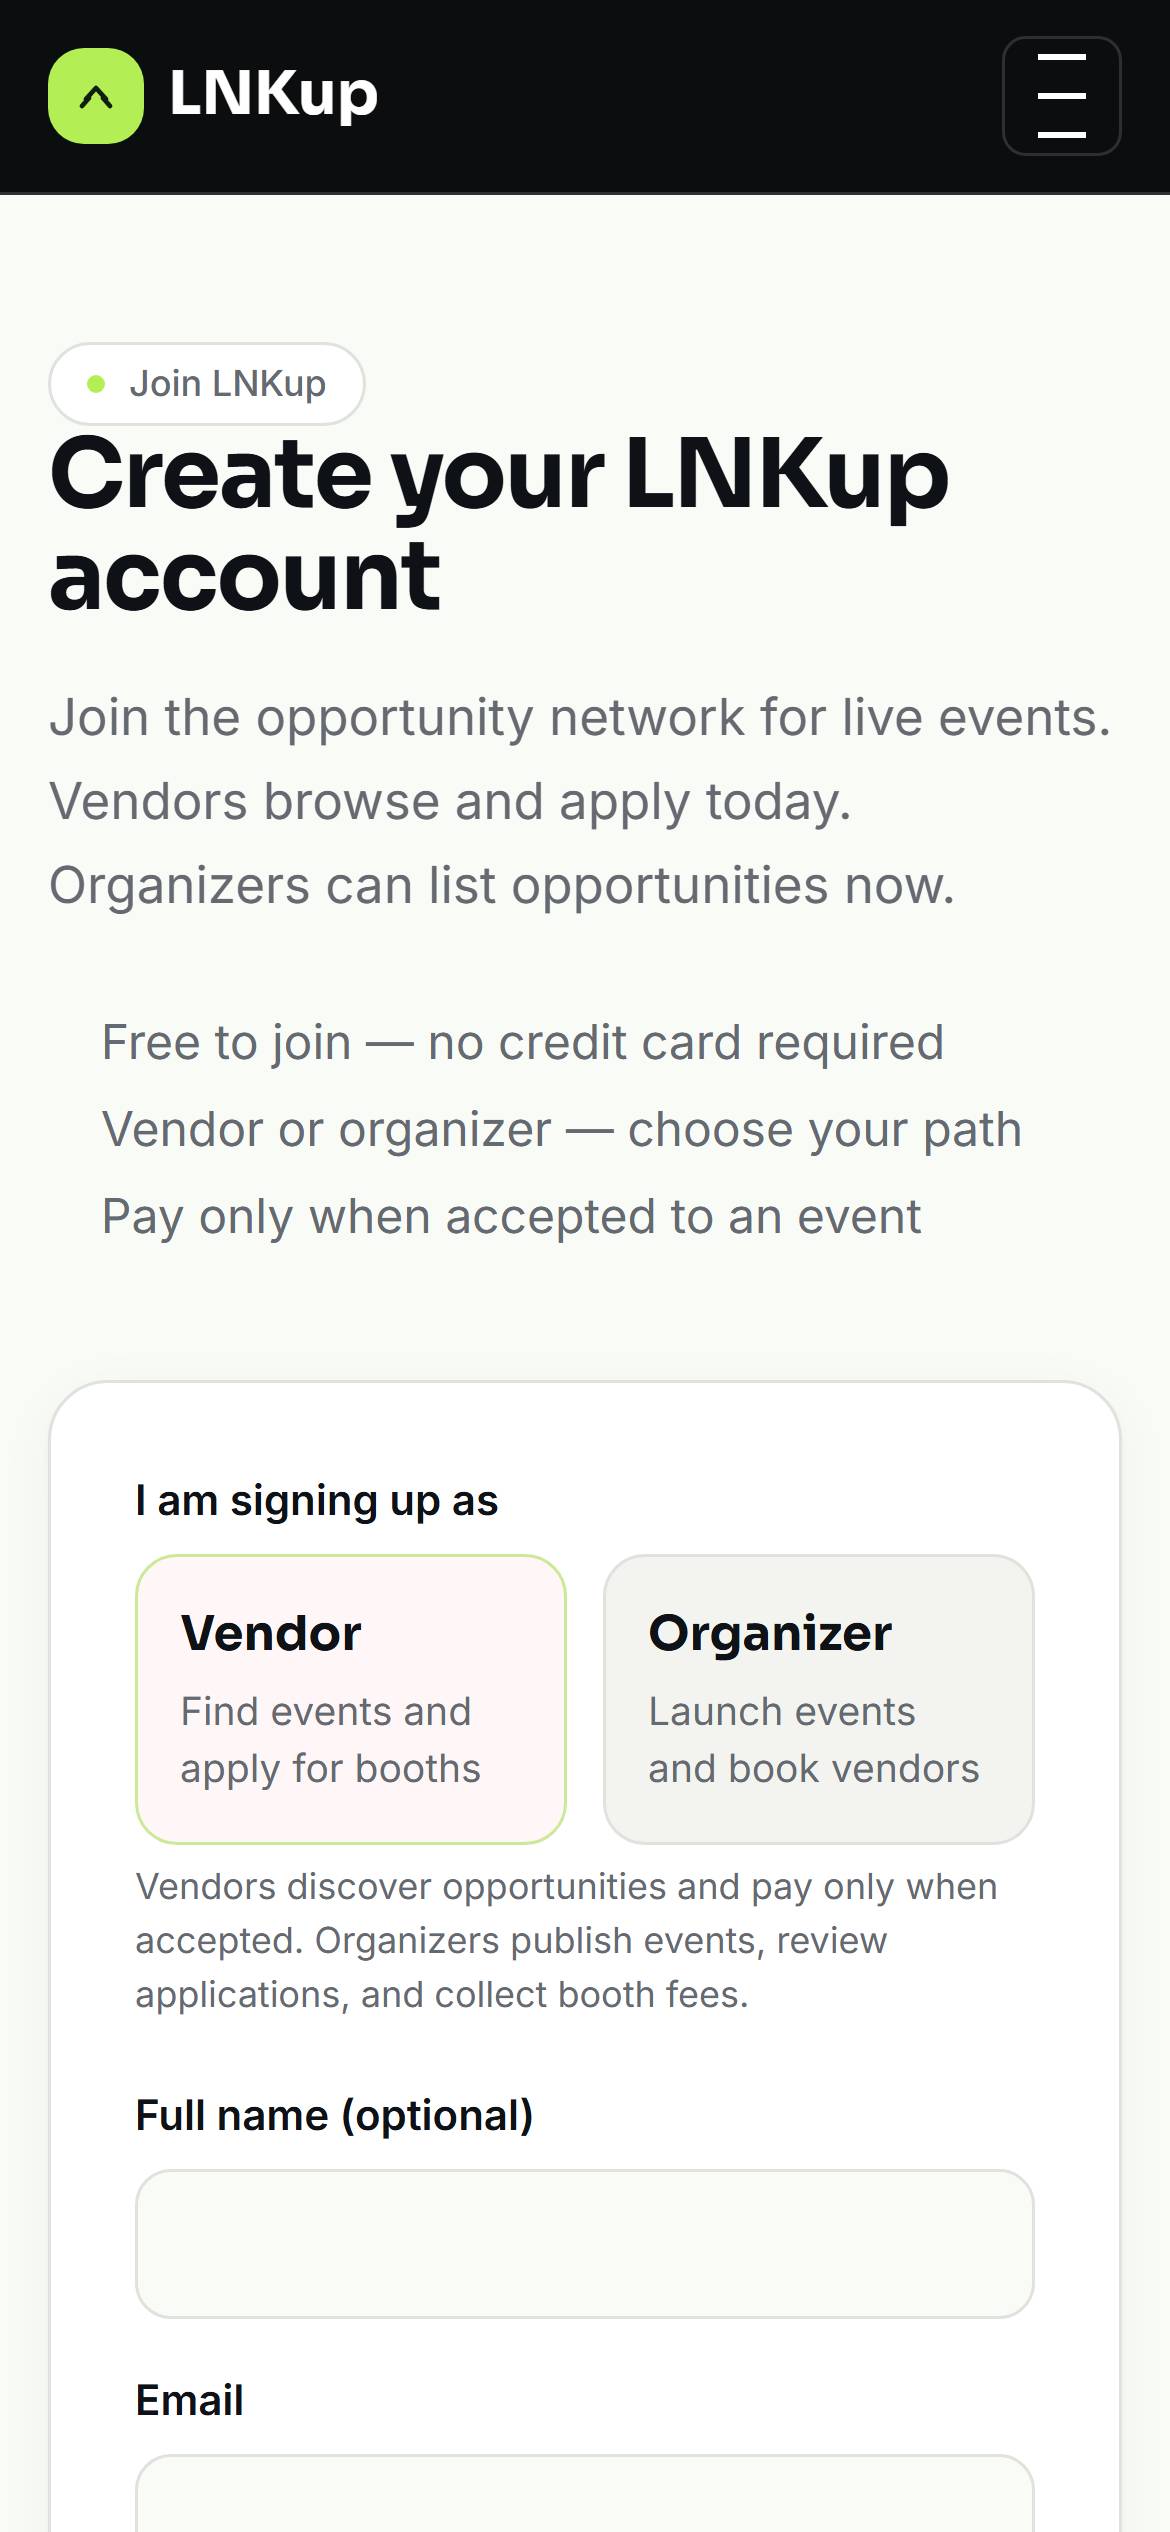 LNKup
Join LNKup
Create your LNKup
account
Join the opportunity network for live events.
Vendors browse and apply today.
Organizers can list opportunities now.
Free to join — no credit card required
Vendor or organizer — choose your path
Pay only when accepted to an event
I am signing up as
Vendor
Find events and
apply for booths
Organizer
Launch events
and book vendors
Vendors discover opportunities and pay only when
accepted. Organizers publish events, review
applications, and collect booth fees.
Full name (optional)
Email